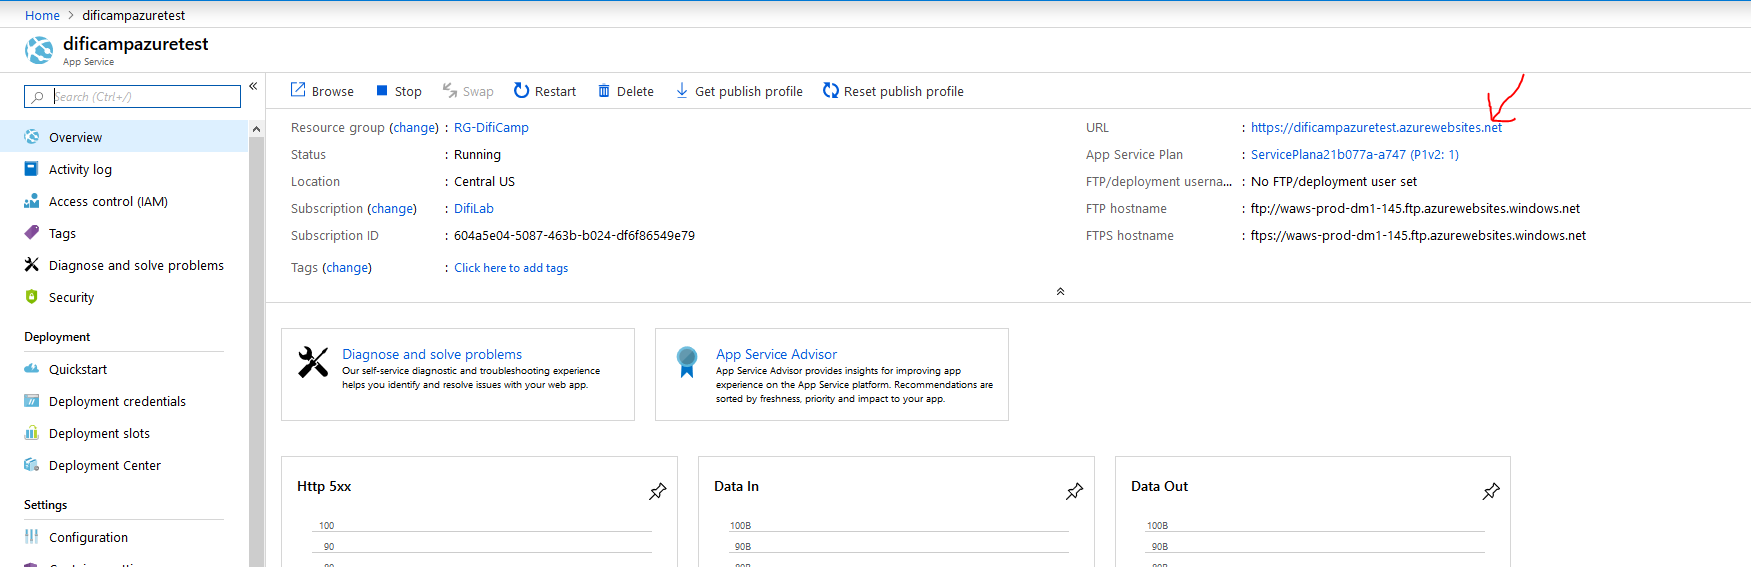 Home > dificampazuretest
dificampazuretest
App Service
Search (Ctrl+/)
«
Overview
Activity log
Access control (IAM)
Tags
Diagnose and solve problems
Security
Deployment
Quickstart
Deployment credentials
Deployment slots
Deployment Center
Settings
Configuration
Browse Stop Swap Restart Delete Get publish profile Reset publish profile
Resource group (change) : RG-DifiCamp
Status : Running
Location : Central US
Subscription (change) : DifiLab
Subscription ID : 604a5e04-5087-463b-b024-df6f86549e79
Tags (change) : Click here to add tags
URL : https://dificampazuretest.azurewebsites.net
App Service Plan : ServicePlana21b077a-a747 (P1v2: 1)
FTP/deployment userna... : No FTP/deployment user set
FTP hostname : ftp://waws-prod-dm1-145.ftp.azurewebsites.windows.net
FTPS hostname : ftps://waws-prod-dm1-145.ftp.azurewebsites.windows.net
Diagnose and solve problems
Our self-service diagnostic and troubleshooting experience
helps you identify and resolve issues with your web app.
App Service Advisor
App Service Advisor provides insights for improving app
experience on the App Service platform. Recommendations are
sorted by freshness, priority and impact to your app.
Http 5xx
100
90
Data In
100B
90B
Data Out
100B
90B